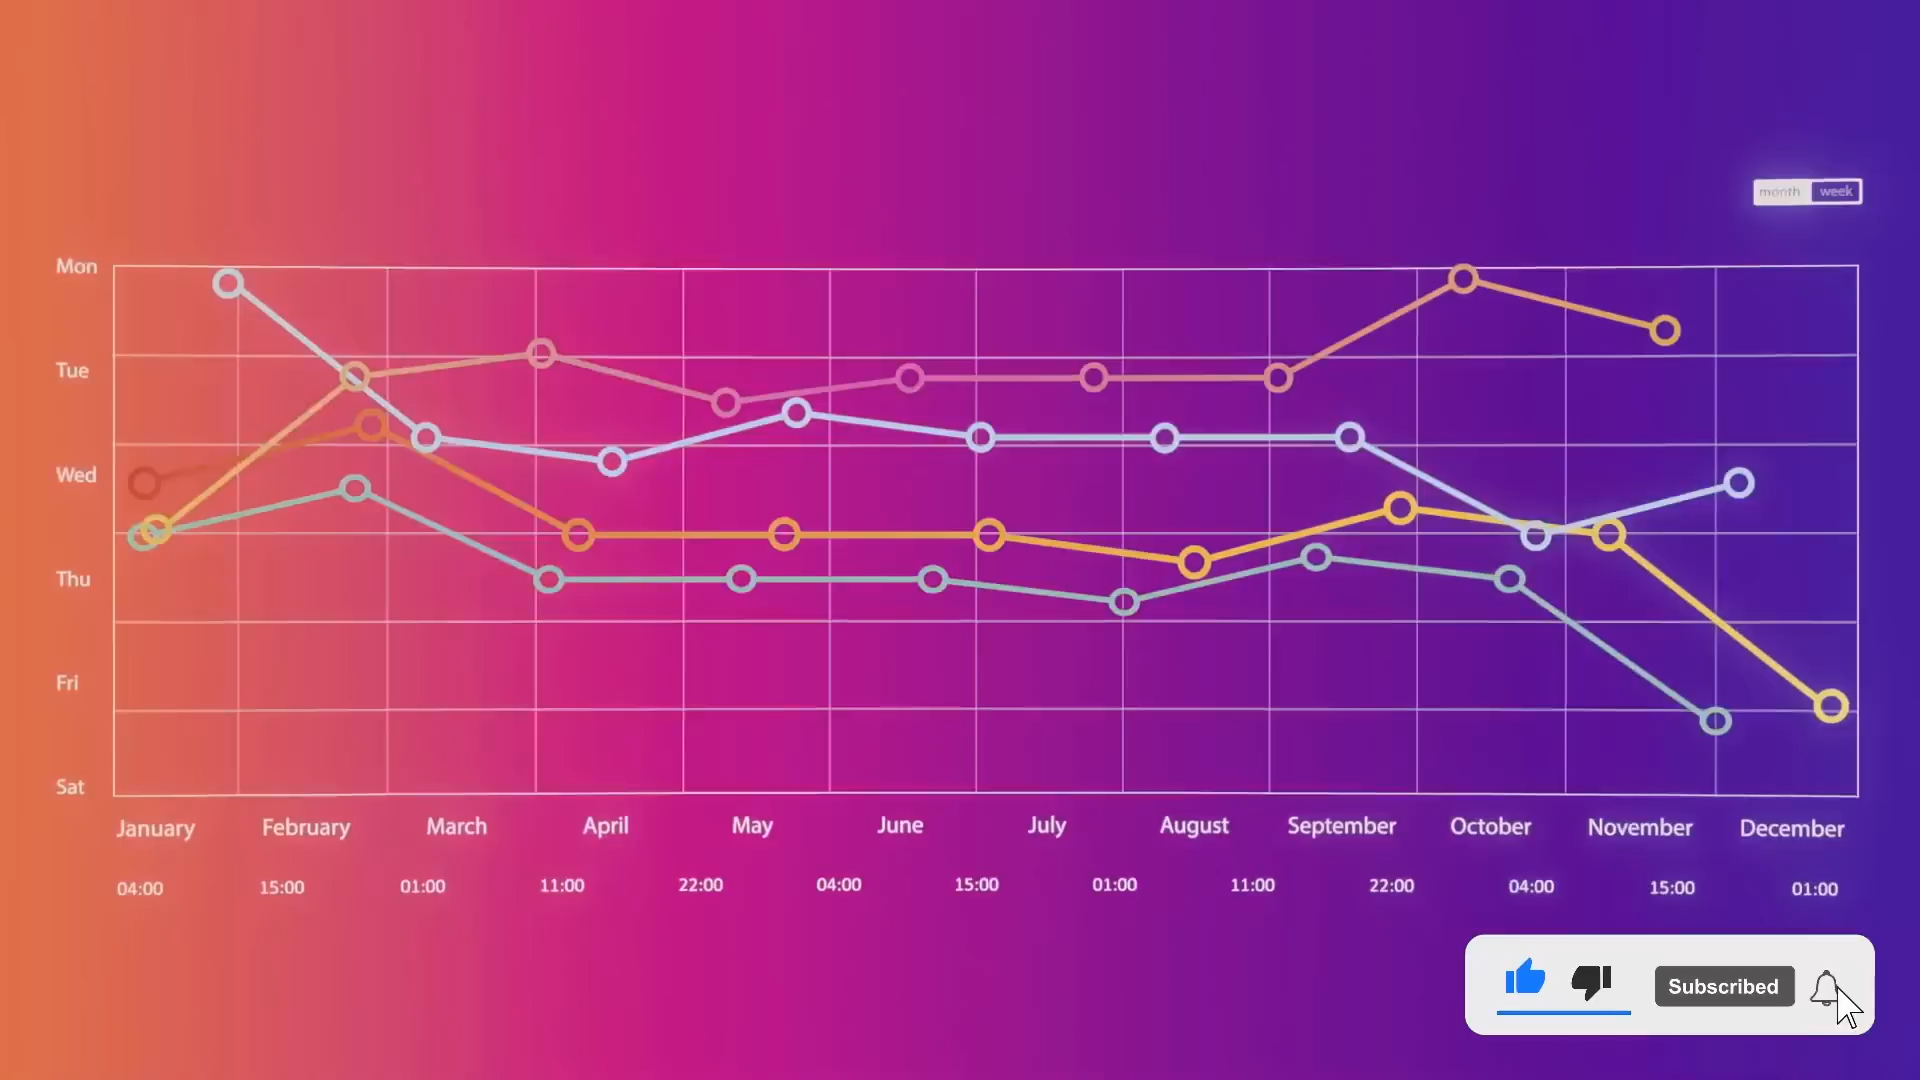 month week
Mon
Tue
Wed
Thu
Fri
Sat
January February March April May June July August September October November December
04:00 15:00 01:00 11:00 22:00 04:00 15:00 01:00 11:00 22:00 04:00 15:00 01:00
Subscribed